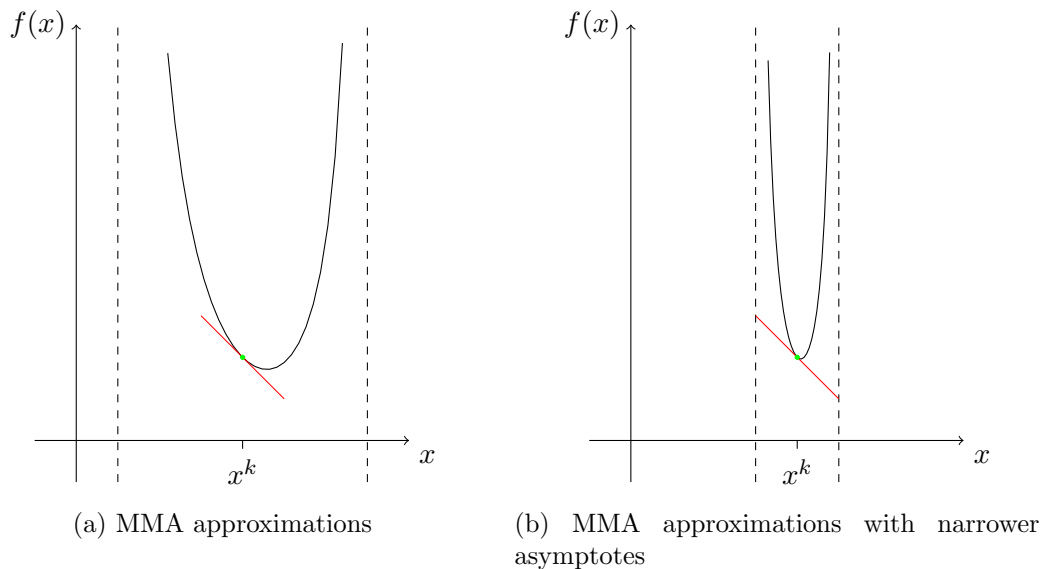 f(x)
x
x^k
(a) MMA approximations
f(x)
x
x^k
(b) MMA approximations with narrower
asymptotes